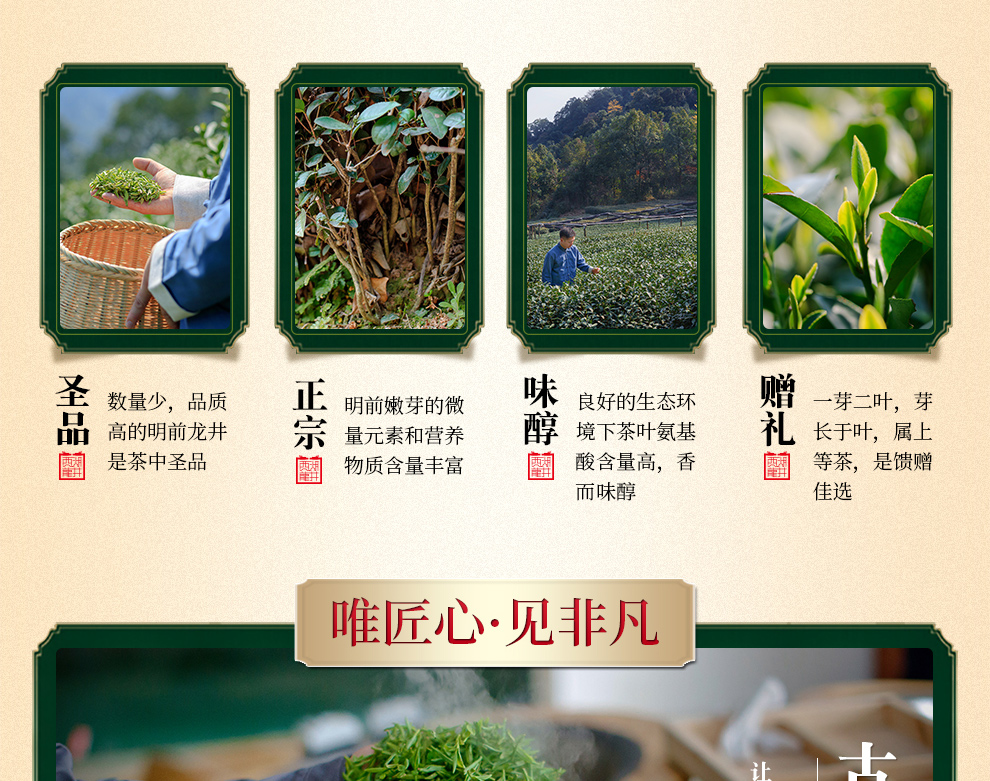 圣品
数量少，品质
高的明前龙井
是茶中圣品
西湖龍井
正宗
明前嫩芽的微
量元素和营养
物质含量丰富
西湖龍井
味醇
良好的生态环
境下茶叶氨基
酸含量高，香
而味醇
西湖龍井
赠礼
一芽二叶，芽
长于叶，属上
等茶，是馈赠
佳选
西湖龍井
唯匠心·见非凡
让